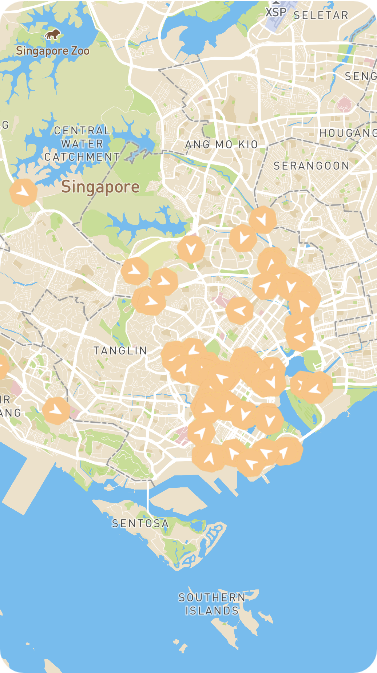 XSP
SELETAR
Singapore Zoo
SENG
G
CENTRAL
WATER
CATCHMENT
HOUGANG
ANG MO KIO
SERANGOON
Singapore
TANGLIN
IR
ANG
SENTOSA
SOUTHERN
ISLANDS